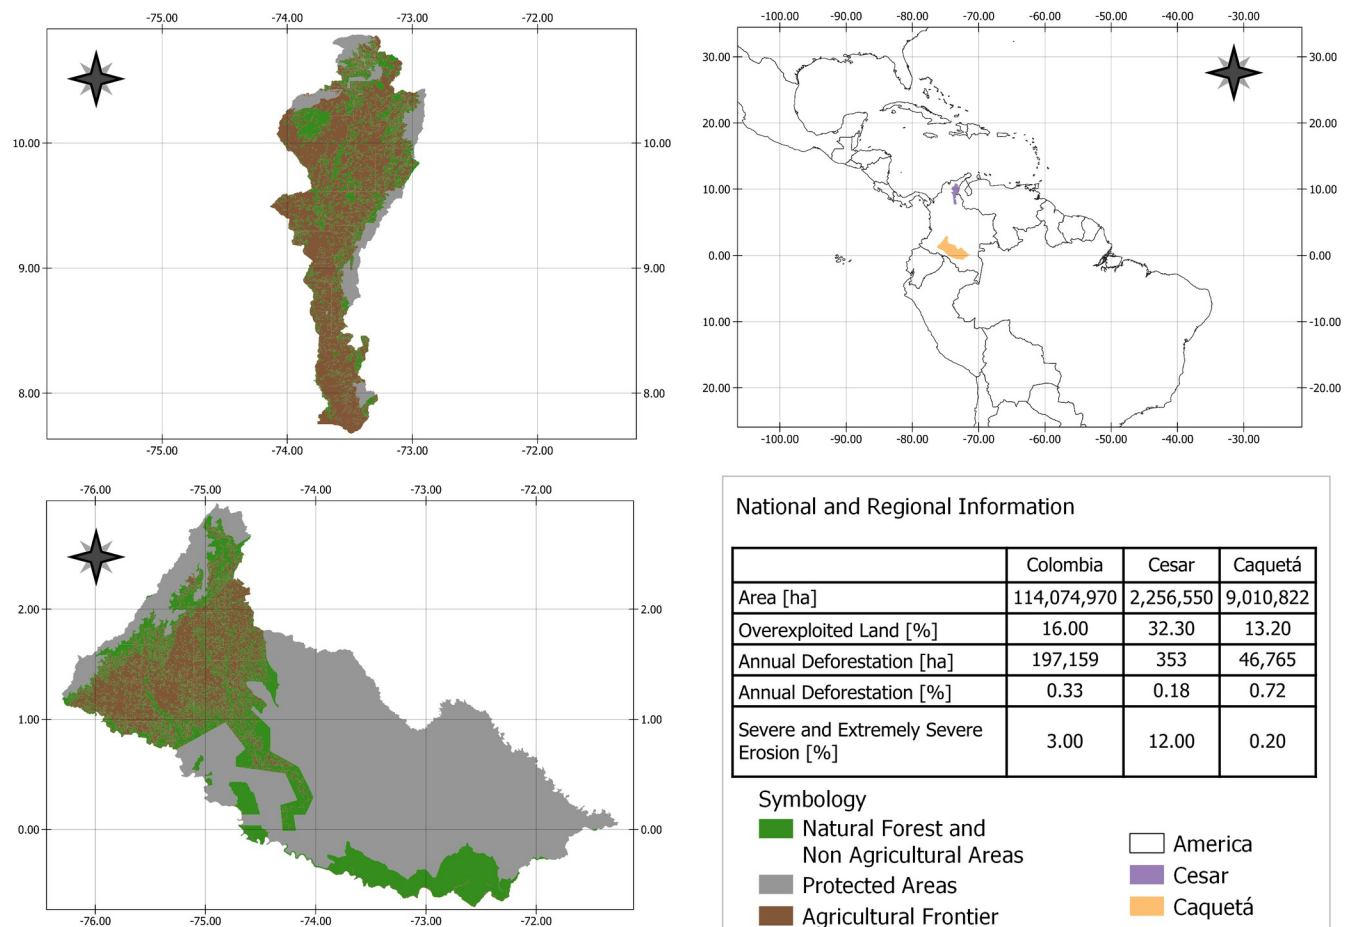 -75.00 -74.00 -73.00 -72.00
10.00 10.00
9.00 9.00
8.00 8.00
-75.00 -74.00 -73.00 -72.00
-100.00 -90.00 -80.00 -70.00 -60.00 -50.00 -40.00 -30.00
30.00 30.00
20.00 20.00
10.00 10.00
0.00 0.00
10.00 -10.00
20.00 -20.00
-100.00 -90.00 -80.00 -70.00 -60.00 -50.00 -40.00 -30.00
-76.00 -75.00 -74.00 -73.00 -72.00
2.00 2.00
1.00 1.00
0.00 0.00
-76.00 -75.00 -74.00 -73.00 -72.00
National and Regional Information
Colombia Cesar Caquetá
Area [ha] 114,074,970 2,256,550 9,010,822
Overexploited Land [%] 16.00 32.30 13.20
Annual Deforestation [ha] 197,159 353 46,765
Annual Deforestation [%] 0.33 0.18 0.72
Severe and Extremely Severe
Erosion [%] 3.00 12.00 0.20
Symbology
Natural Forest and
Non Agricultural Areas
Protected Areas
Agricultural Frontier
America
Cesar
Caquetá